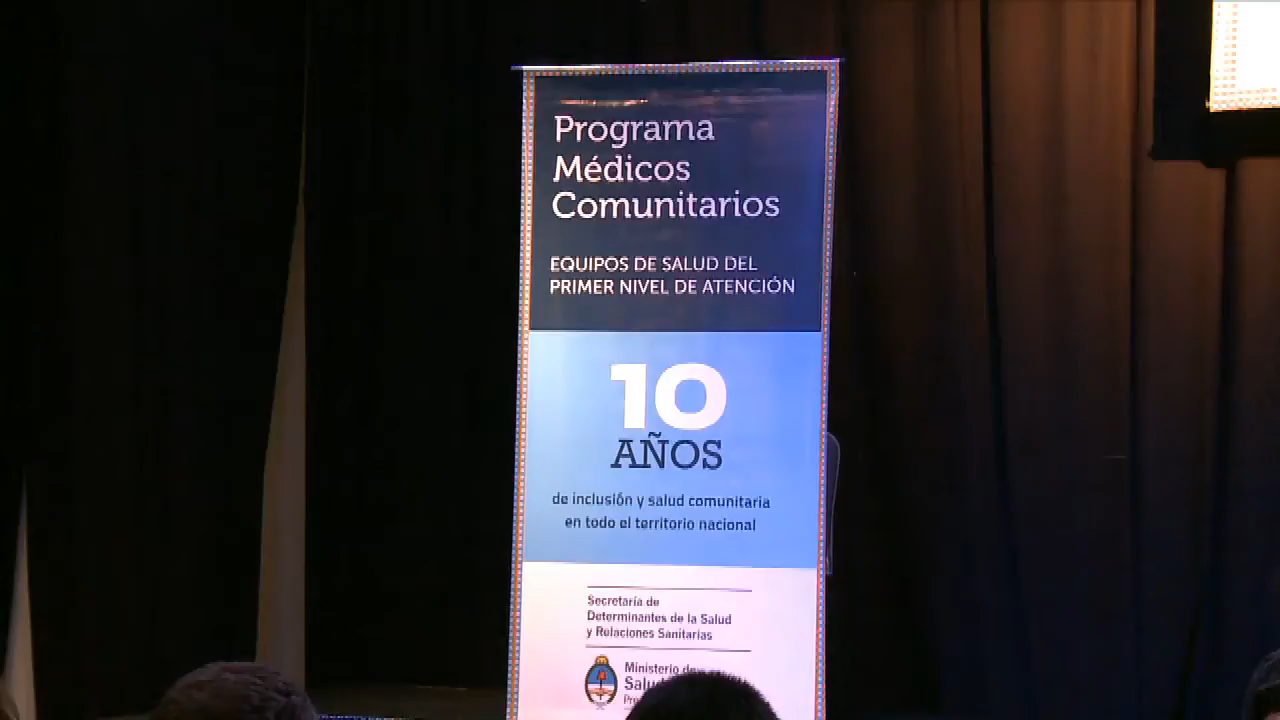 Programa
Médicos
Comunitarios
EQUIPOS DE SALUD DEL
PRIMER NIVEL DE ATENCIÓN
10
AÑOS
de inclusión y salud comunitaria
en todo el territorio nacional
Secretaría de
Determinantes de la Salud
y Relaciones Sanitarias
Ministerio de
Salud